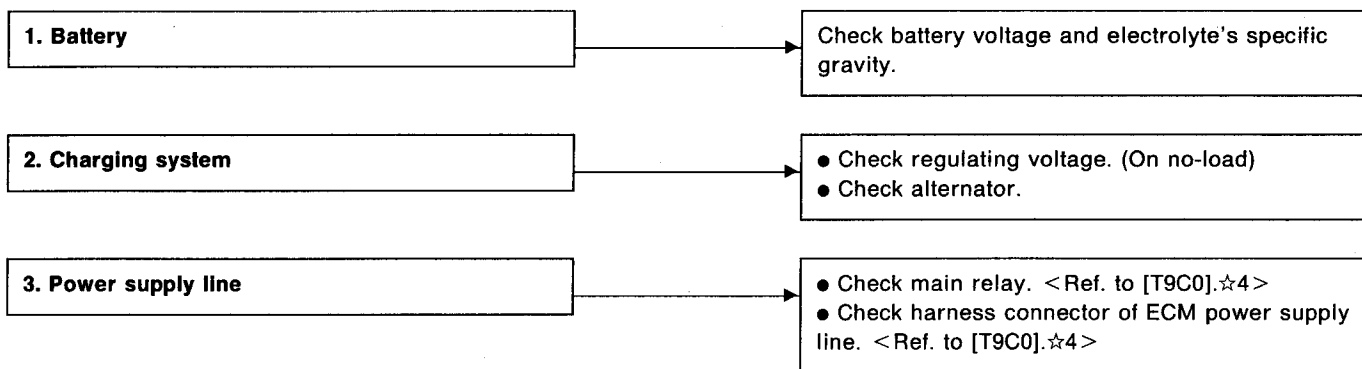 1. Battery
Check battery voltage and electrolyte's specific
gravity.
2. Charging system
● Check regulating voltage. (On no-load)
● Check alternator.
3. Power supply line
● Check main relay. <Ref. to [T9C0].☆4>
● Check harness connector of ECM power supply
line. <Ref. to [T9C0].☆4>